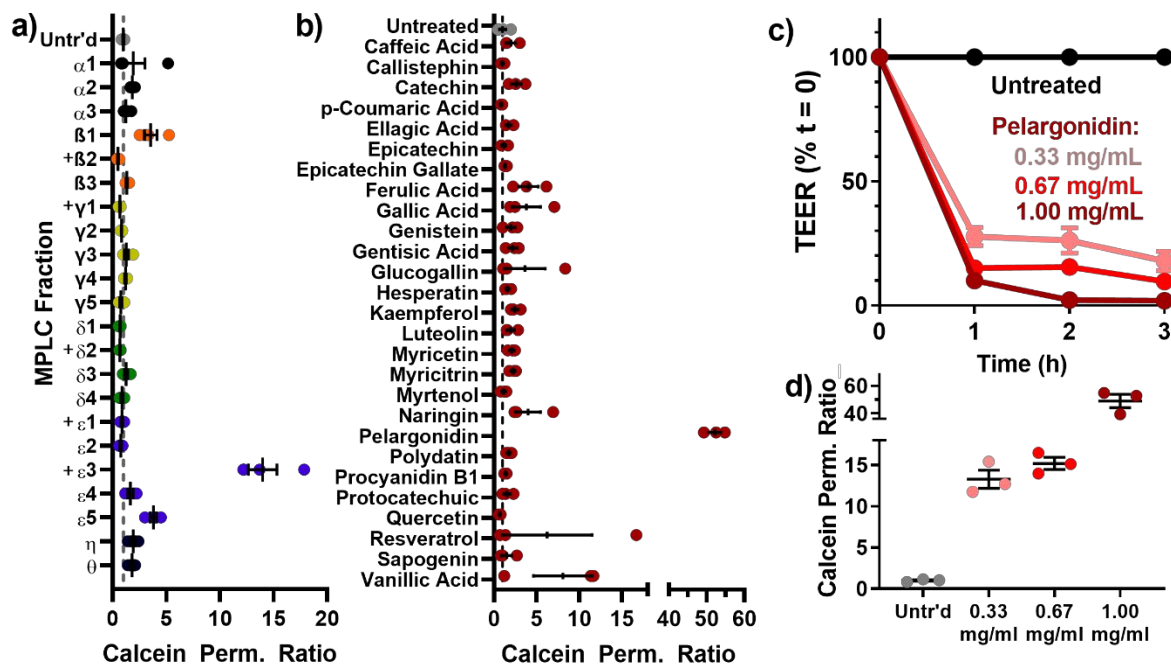 a)
MPLC Fraction
Untr'd
α1
α2
α3
ß1
+ß2
ß3
+γ1
γ2
γ3
γ4
γ5
δ1
+δ2
δ3
δ4
+ε1
ε2
+ε3
ε4
ε5
η
θ
0 5 10 15 20
Calcein Perm. Ratio
b)
Untreated
Caffeic Acid
Callistephin
Catechin
p-Coumaric Acid
Ellagic Acid
Epicatechin
Epicatechin Gallate
Ferulic Acid
Gallic Acid
Genistein
Gentisic Acid
Glucogallin
Hesperatin
Kaempferol
Luteolin
Myricetin
Myricitrin
Myrtenol
Naringin
Pelargonidin
Polydatin
Procyanidin B1
Protocatechuic
Quercetin
Resveratrol
Sapogenin
Vanillic Acid
0 5 10 15 40 50 60
Calcein Perm. Ratio
c)
TEER (% t = 0)
100
50
0
Untreated
Pelargonidin:
0.33 mg/mL
0.67 mg/mL
1.00 mg/mL
0 1 2 3
Time (h)
d)
Calcein Perm. Ratio
60
40
15
10
5
0
Untr'd 0.33 0.67 1.00
mg/ml mg/ml mg/ml